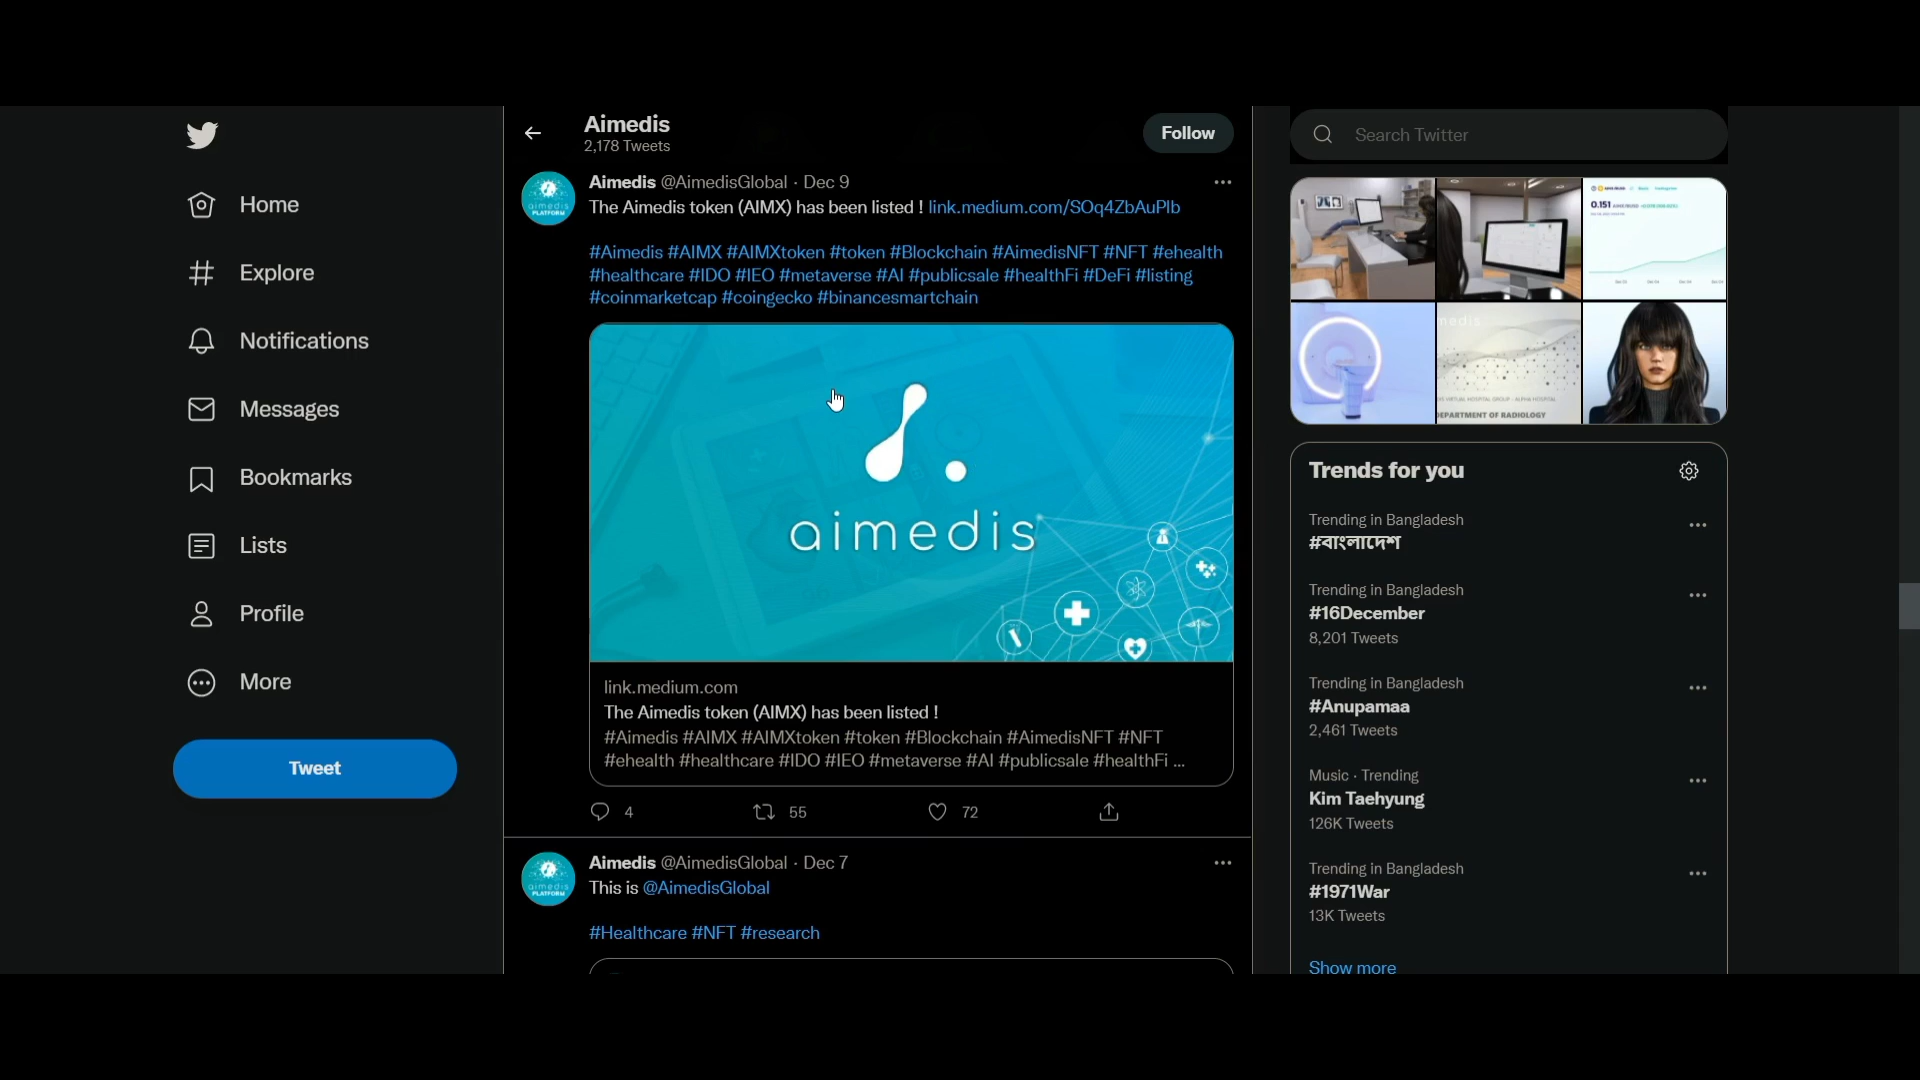 Home
Explore
Notifications
Messages
Bookmarks
Lists
Profile
More
Tweet
Aimedis
2,178 Tweets
Follow
Aimedis @AimedisGlobal · Dec 9
The Aimedis token (AIMX) has been listed ! link.medium.com/SOq4ZbAuPlb
#Aimedis #AIMX #AIMXtoken #token #Blockchain #AimedisNFT #NFT #ehealth
#healthcare #IDO #IEO #metaverse #AI #publicsale #healthFi #DeFi #listing
#coinmarketcap #coingecko #binancesmartchain
aimedis
link.medium.com
The Aimedis token (AIMX) has been listed !
#Aimedis #AIMX #AIMXtoken #token #Blockchain #AimedisNFT #NFT
#ehealth #healthcare #IDO #IEO #metaverse #AI #publicsale #healthFi ...
4
55
72
Aimedis @AimedisGlobal · Dec 7
This is @AimedisGlobal
#Healthcare #NFT #research
Search Twitter
0.151
DEPARTMENT OF RADIOLOGY
Trends for you
Trending in Bangladesh
#বাংলাদেশ
Trending in Bangladesh
#16December
8,201 Tweets
Trending in Bangladesh
#Anupamaa
2,461 Tweets
Music · Trending
Kim Taehyung
126K Tweets
Trending in Bangladesh
#1971War
13K Tweets
Show more